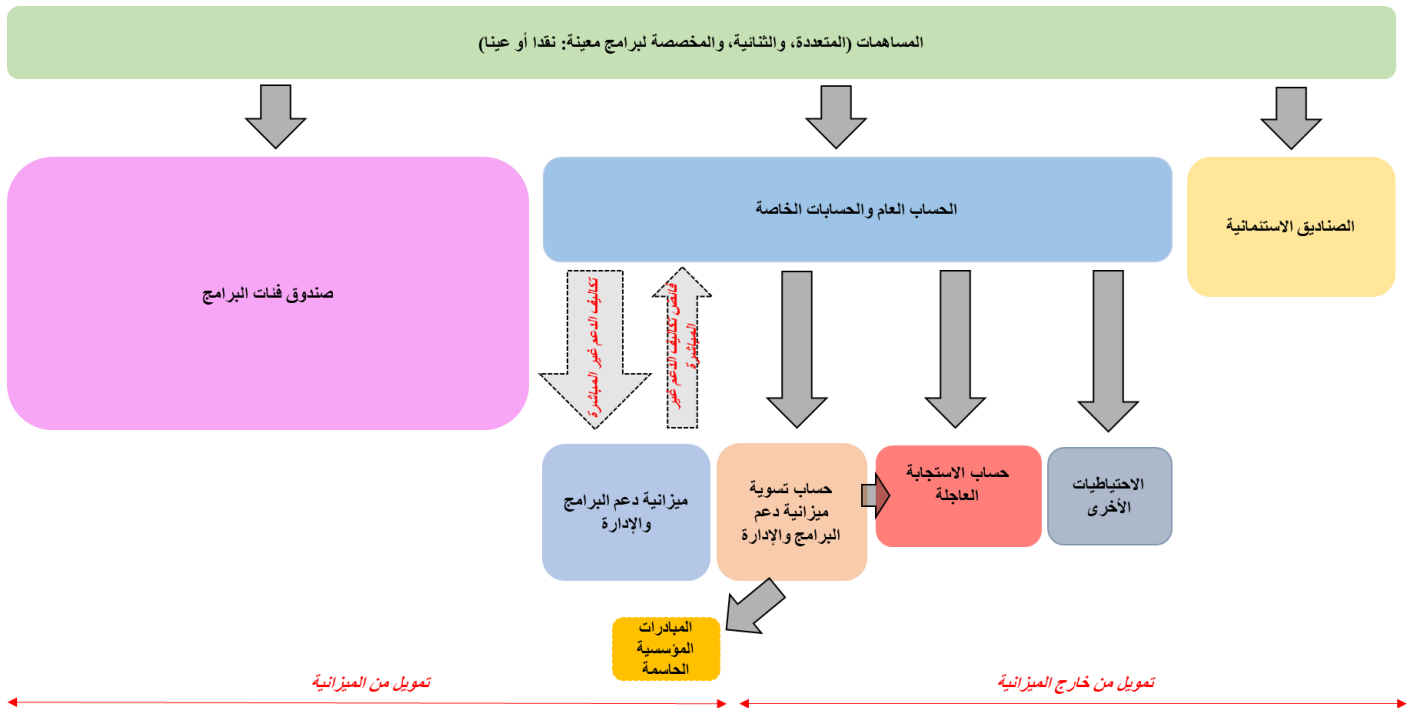 المساهمات (المتعددة، والثنائية، والمخصصة لبرامج معينة: نقدا أو عينا)
الصناديق الاستئمانية
الحساب العام والحسابات الخاصة
صندوق فئات البرامج
تكاليف الدعم غير المباشرة
فائض تكاليف الدعم غير
المباشرة
الاحتياطيات
الأخرى
حساب الاستجابة
العاجلة
حساب تسوية
ميزانية دعم
البرامج والإدارة
ميزانية دعم البرامج
والإدارة
المبادرات
المؤسسية
الحاسمة
تمويل من خارج الميزانية
تمويل من الميزانية